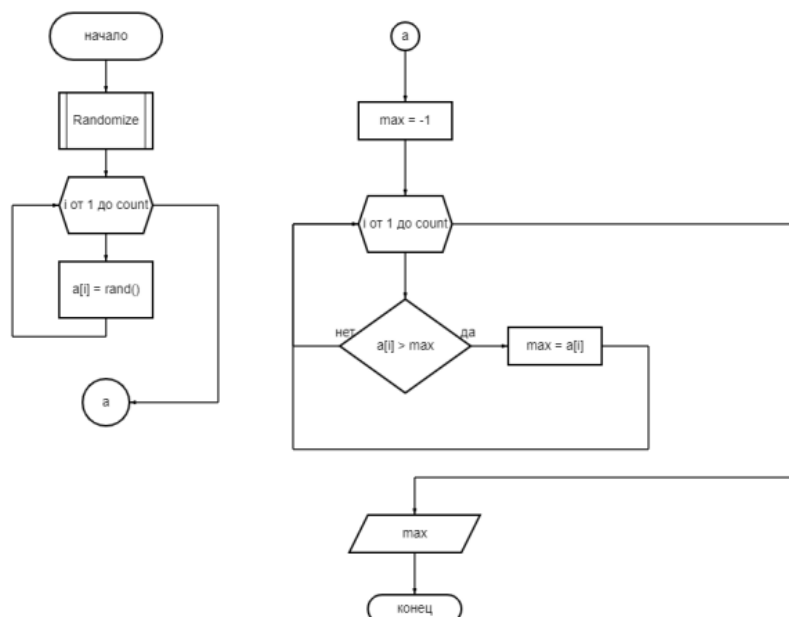 начало
Randomize
i от 1 до count
a[i] = rand()
a
a
max = -1
i от 1 до count
нет
a[i] > max
да
max = a[i]
max
конец